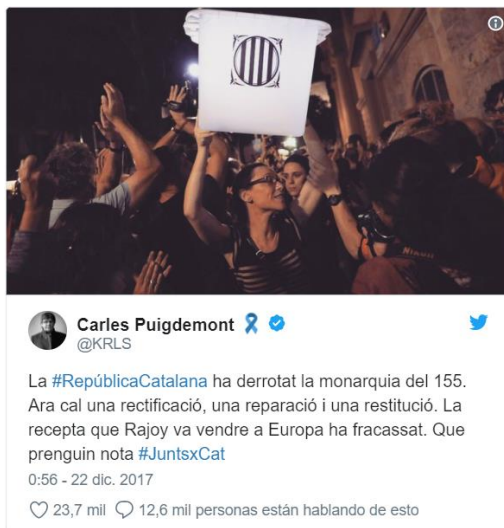 Carles Puigdemont
@KRLS
La #RepúblicaCatalana ha derrotat la monarquia del 155.
Ara cal una rectificació, una reparació i una restitució. La
recepta que Rajoy va vendre a Europa ha fracassat. Que
prenguin nota #JuntsxCat
0:56 - 22 dic. 2017
23,7 mil 12,6 mil personas están hablando de esto